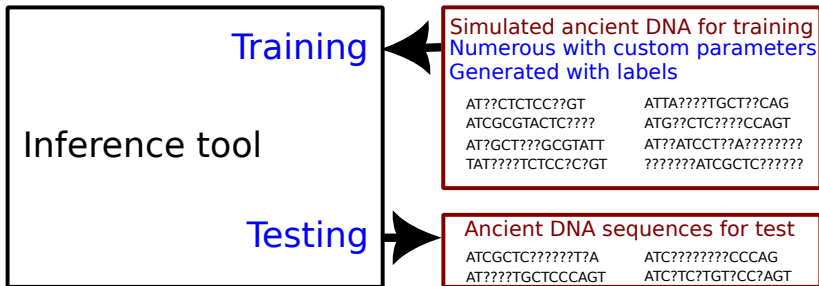 Training
Inference tool
Testing
Simulated ancient DNA for training
Numerous with custom parameters
Generated with labels
AT??CTCTCC??GT ATTA????TGCT??CAG
ATCGCGTACTC???? ATG??CTC????CCAGT
AT?GCT???GCGTATT AT??ATCCT??A????????
TAT????TCTCC?C?GT ???????ATCGCTC??????
Ancient DNA sequences for test
ATCGCTC??????T?A ATC????????CCCAG
AT????TGCTCCCAGT ATC?TC?TGT?CC?AGT